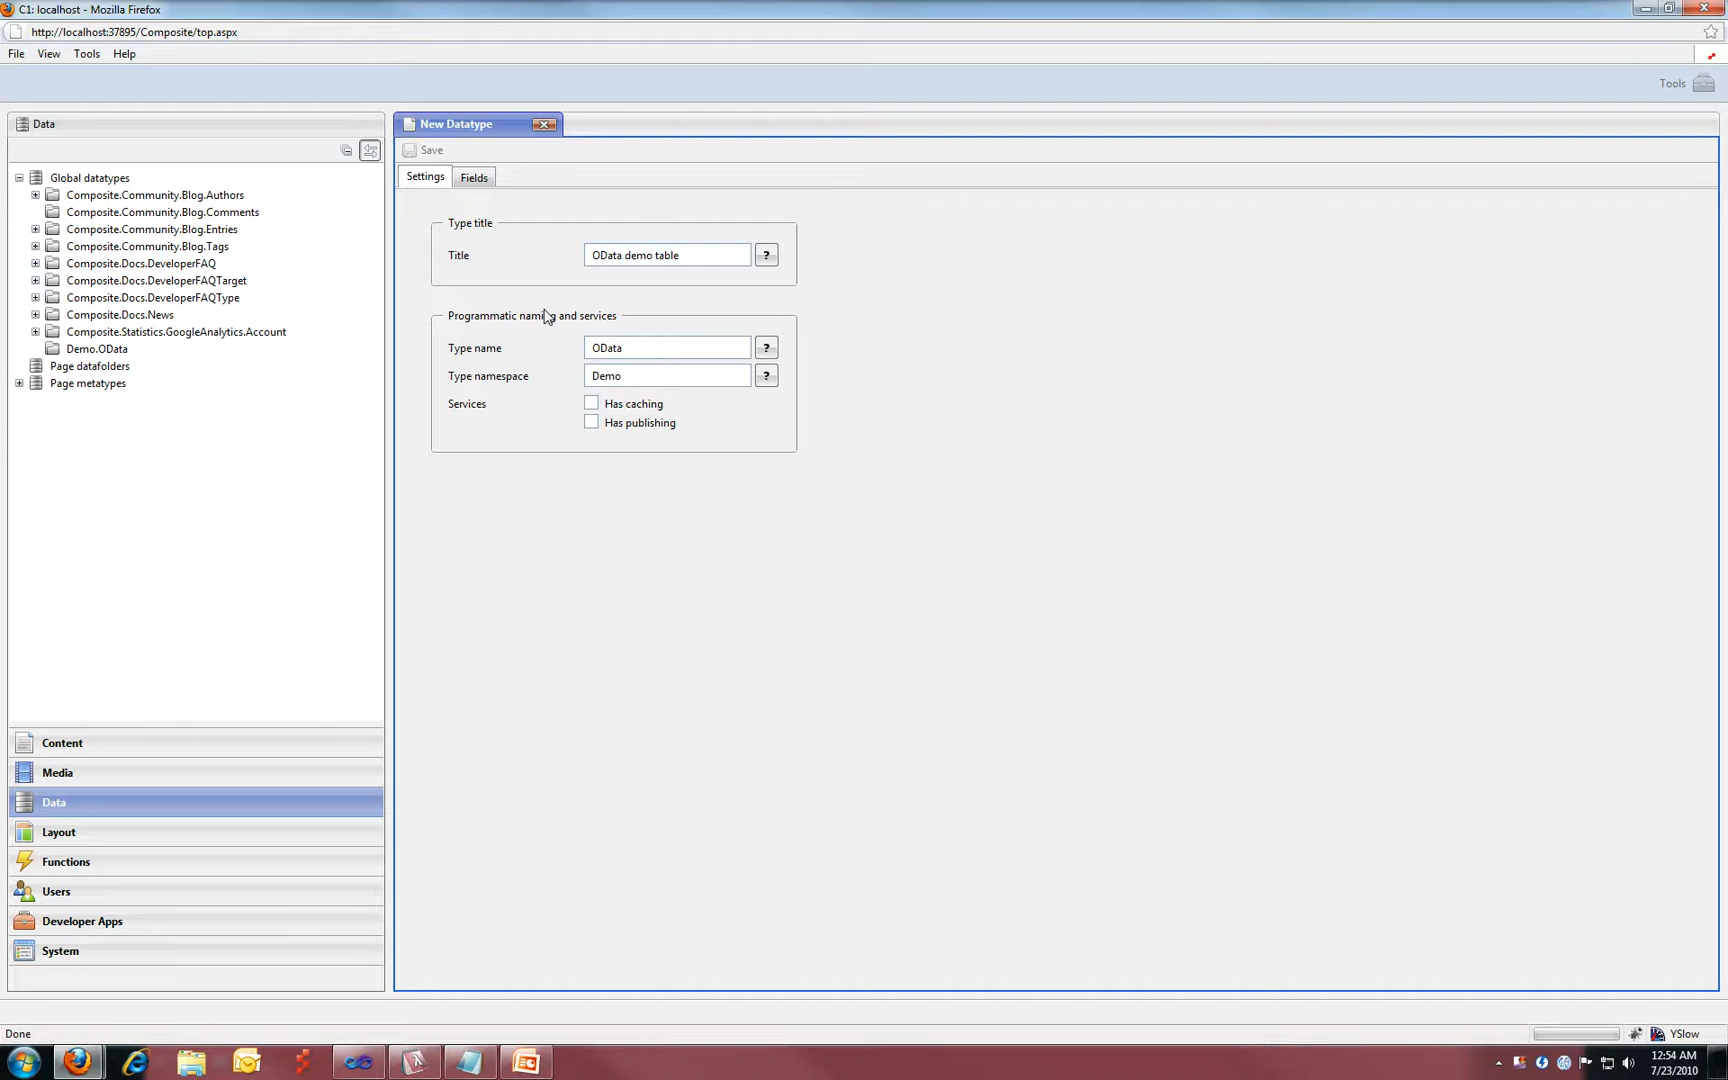 C1: localhost - Mozilla Firefox
http://localhost:37895/Composite/top.aspx
File View Tools Help
Tools
Data
Global datatypes
Composite.Community.Blog.Authors
Composite.Community.Blog.Comments
Composite.Community.Blog.Entries
Composite.Community.Blog.Tags
Composite.Docs.DeveloperFAQ
Composite.Docs.DeveloperFAQTarget
Composite.Docs.DeveloperFAQType
Composite.Docs.News
Composite.Statistics.GoogleAnalytics.Account
Demo.OData
Page datafolders
Page metatypes
Content
Media
Data
Layout
Functions
Users
Developer Apps
System
New Datatype
Save
Settings Fields
Type title
Title OData demo table ?
Programmatic naming and services
Type name OData ?
Type namespace Demo ?
Services Has caching
Has publishing
Done
YSlow
12:54 AM
7/23/2010